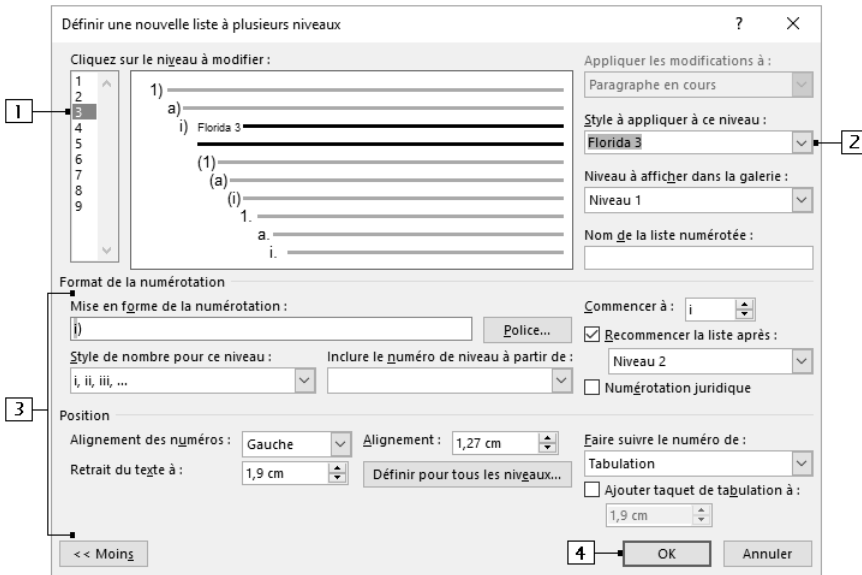 Définir une nouvelle liste à plusieurs niveaux
?
Cliquez sur le niveau à modifier :
1
2
3
4
5
6
7
8
9
1)
a)
i) Florida 3
(1)
(a)
(i)
1.
a.
i.
Appliquer les modifications à :
Paragraphe en cours
Style à appliquer à ce niveau :
Florida 3
Niveau à afficher dans la galerie :
Niveau 1
Nom de la liste numérotée :
1
2
Format de la numérotation
Mise en forme de la numérotation :
i)
Police...
Style de nombre pour ce niveau :
i, ii, iii, ...
Inclure le numéro de niveau à partir de :
Commencer à : i
Recommencer la liste après :
Niveau 2
Numérotation juridique
3
Position
Alignement des numéros : Gauche
Alignement : 1,27 cm
Retrait du texte à : 1,9 cm
Définir pour tous les niveaux...
Faire suivre le numéro de :
Tabulation
Ajouter taquet de tabulation à :
1,9 cm
<< Moins
4
OK
Annuler